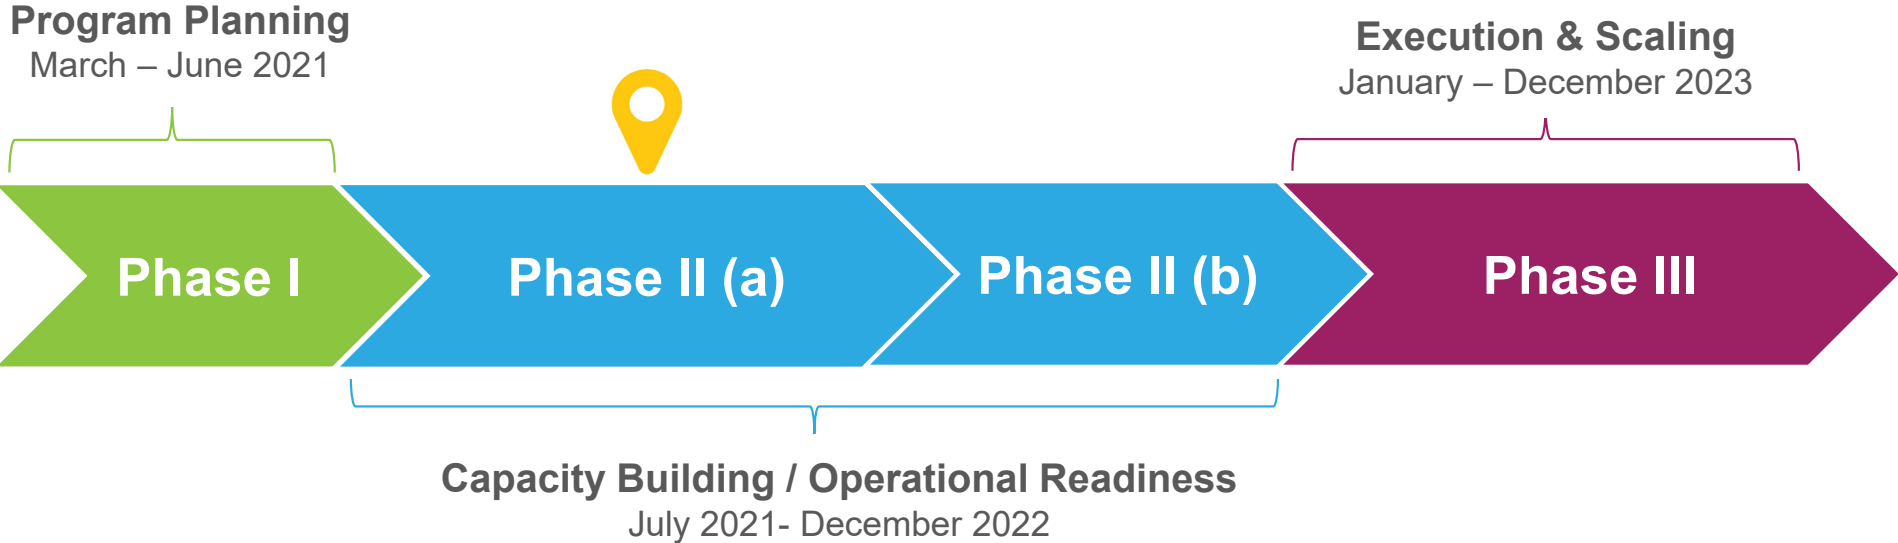 Program Planning
March – June 2021
Execution & Scaling
January – December 2023
Phase I
Phase II (a)
Phase II (b)
Phase III
Capacity Building / Operational Readiness
July 2021- December 2022